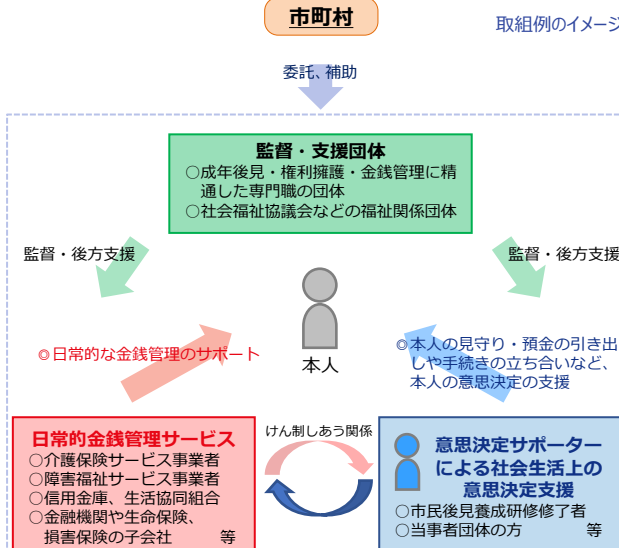 市町村
取組例のイメージ
委託、補助
監督・支援団体
○成年後見・権利擁護・金銭管理に精
通した専門職の団体
○社会福祉協議会などの福祉関係団体
監督・後方支援
監督・後方支援
本人
◎日常的な金銭管理のサポート
◎本人の見守り・預金の引き出
しや手続きの立ち合いなど、
本人の意思決定の支援
日常的金銭管理サービス
○介護保険サービス事業者
○障害福祉サービス事業者
○信用金庫、生活協同組合
○金融機関や生命保険、
損害保険の子会社 等
けん制しあう関係
意思決定サポーター
による社会生活上の
意思決定支援
○市民後見養成研修修了者
○当事者団体の方 等